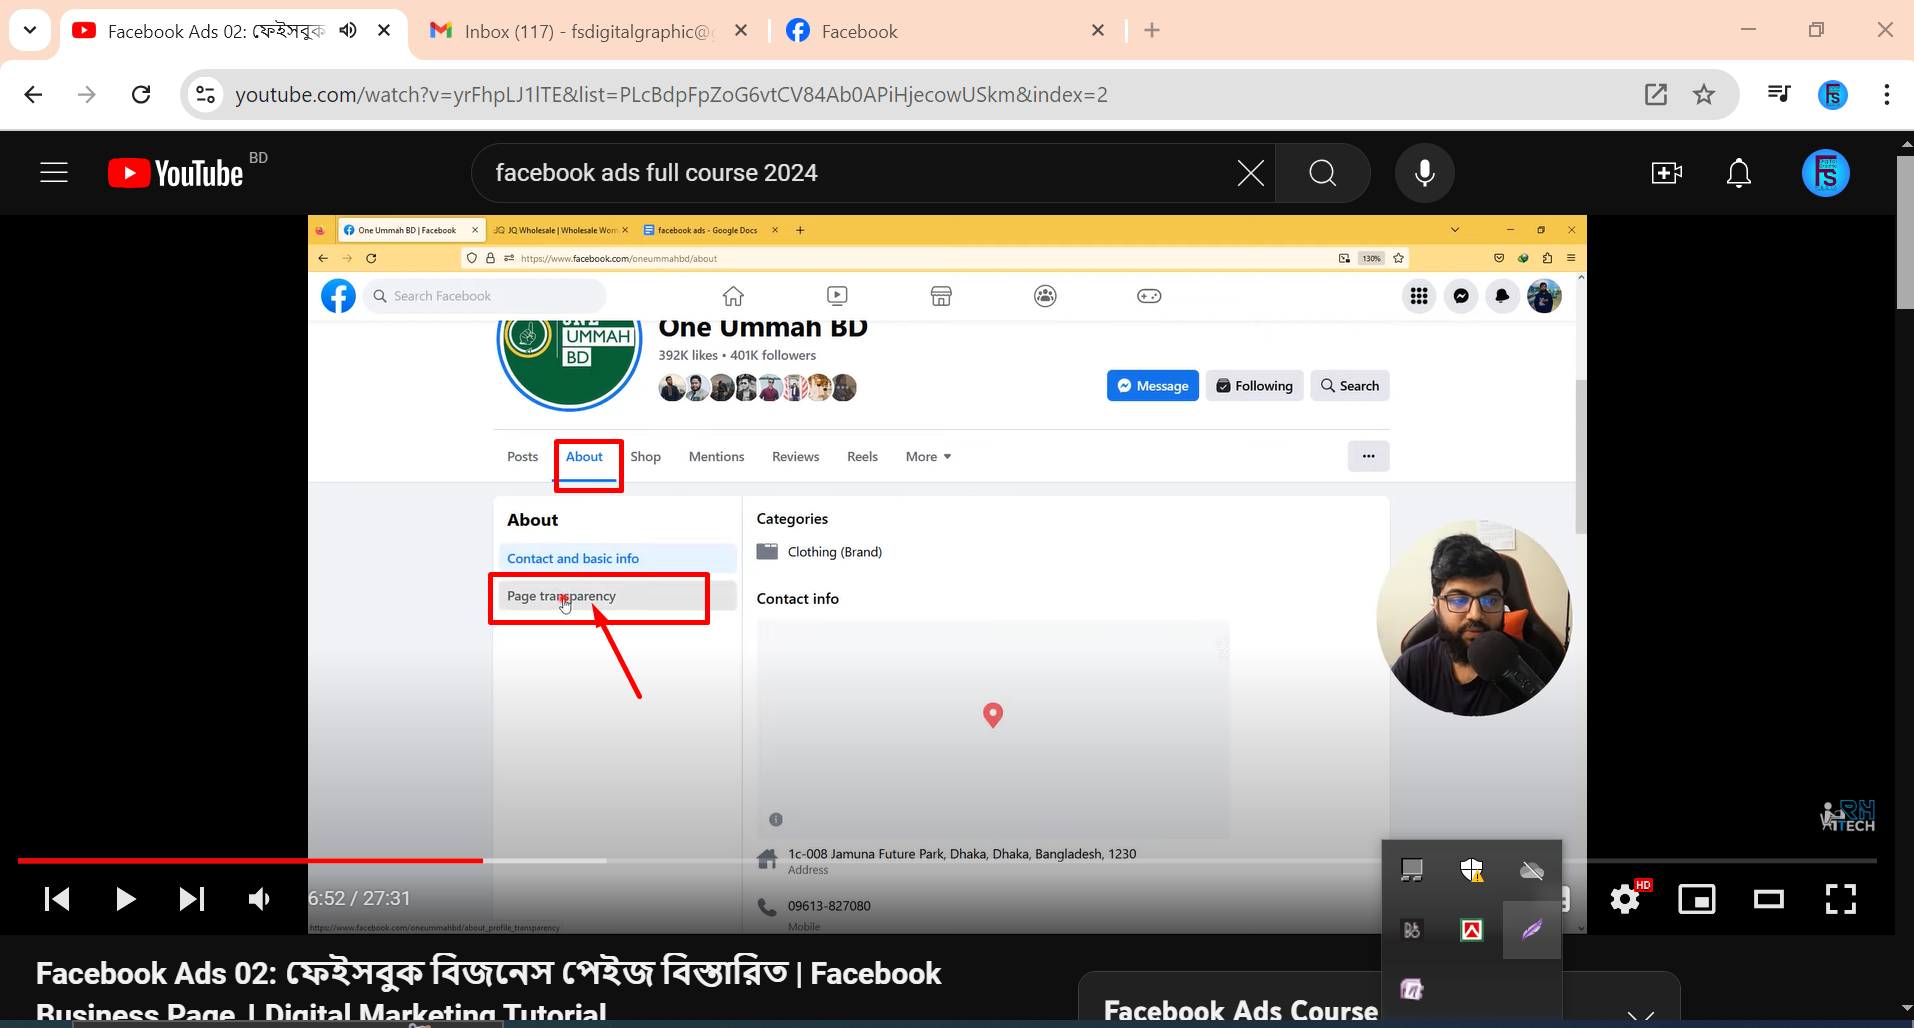 Facebook Ads 02: ফেইসবুক
Inbox (117) - fsdigitalgraphic@
Facebook
youtube.com/watch?v=yrFhpLJ1lTE&list=PLcBdpFpZoG6vtCV84Ab0APiHjecowUSkm&index=2
YouTube BD
facebook ads full course 2024
One Ummah BD | Facebook
JQ JQ Wholesale | Wholesale Wom
facebook ads - Google Docs
https://www.facebook.com/oneummahbd/about
130%
Search Facebook
UMMAH
BD
One Ummah BD
392K likes • 401K followers
Message
Following
Search
Posts
About
Shop
Mentions
Reviews
Reels
More
About
Contact and basic info
Page transparency
Categories
Clothing (Brand)
Contact info
1c-008 Jamuna Future Park, Dhaka, Dhaka, Bangladesh, 1230
Address
09613-827080
Mobile
RH
ITECH
6:52 / 27:31
HD
https://www.facebook.com/oneummahbd/about_profile_transparency
Facebook Ads 02: ফেইসবুক বিজনেস পেইজ বিস্তারিত | Facebook
Business Page | Digital Marketing Tutorial
Facebook Ads Course